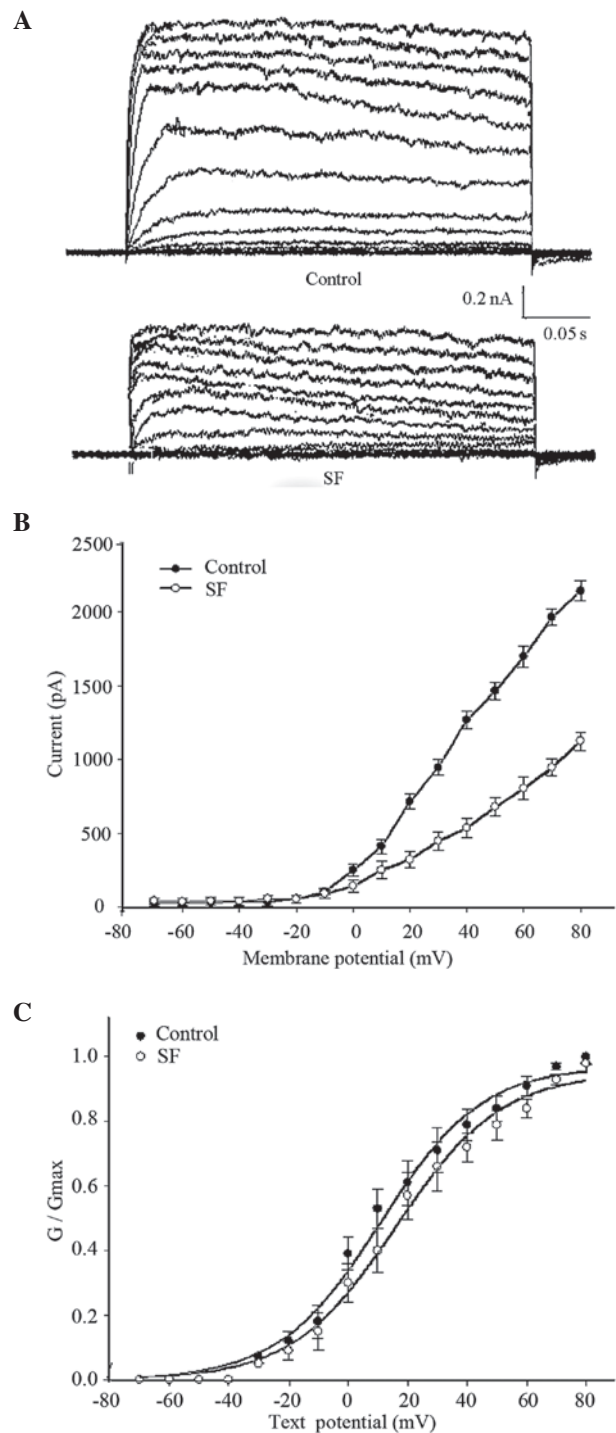 A
Control
0.2 nA
0.05 s
SF
B
2500
2000
1500
1000
500
0
Current (pA)
Control
SF
-80 -60 -40 -20 0 20 40 60 80
Membrane potential (mV)
C
1.0
0.8
0.6
0.4
0.2
0.0
G / Gmax
Control
SF
-80 -60 -40 -20 0 20 40 60 80
Text potential (mV)